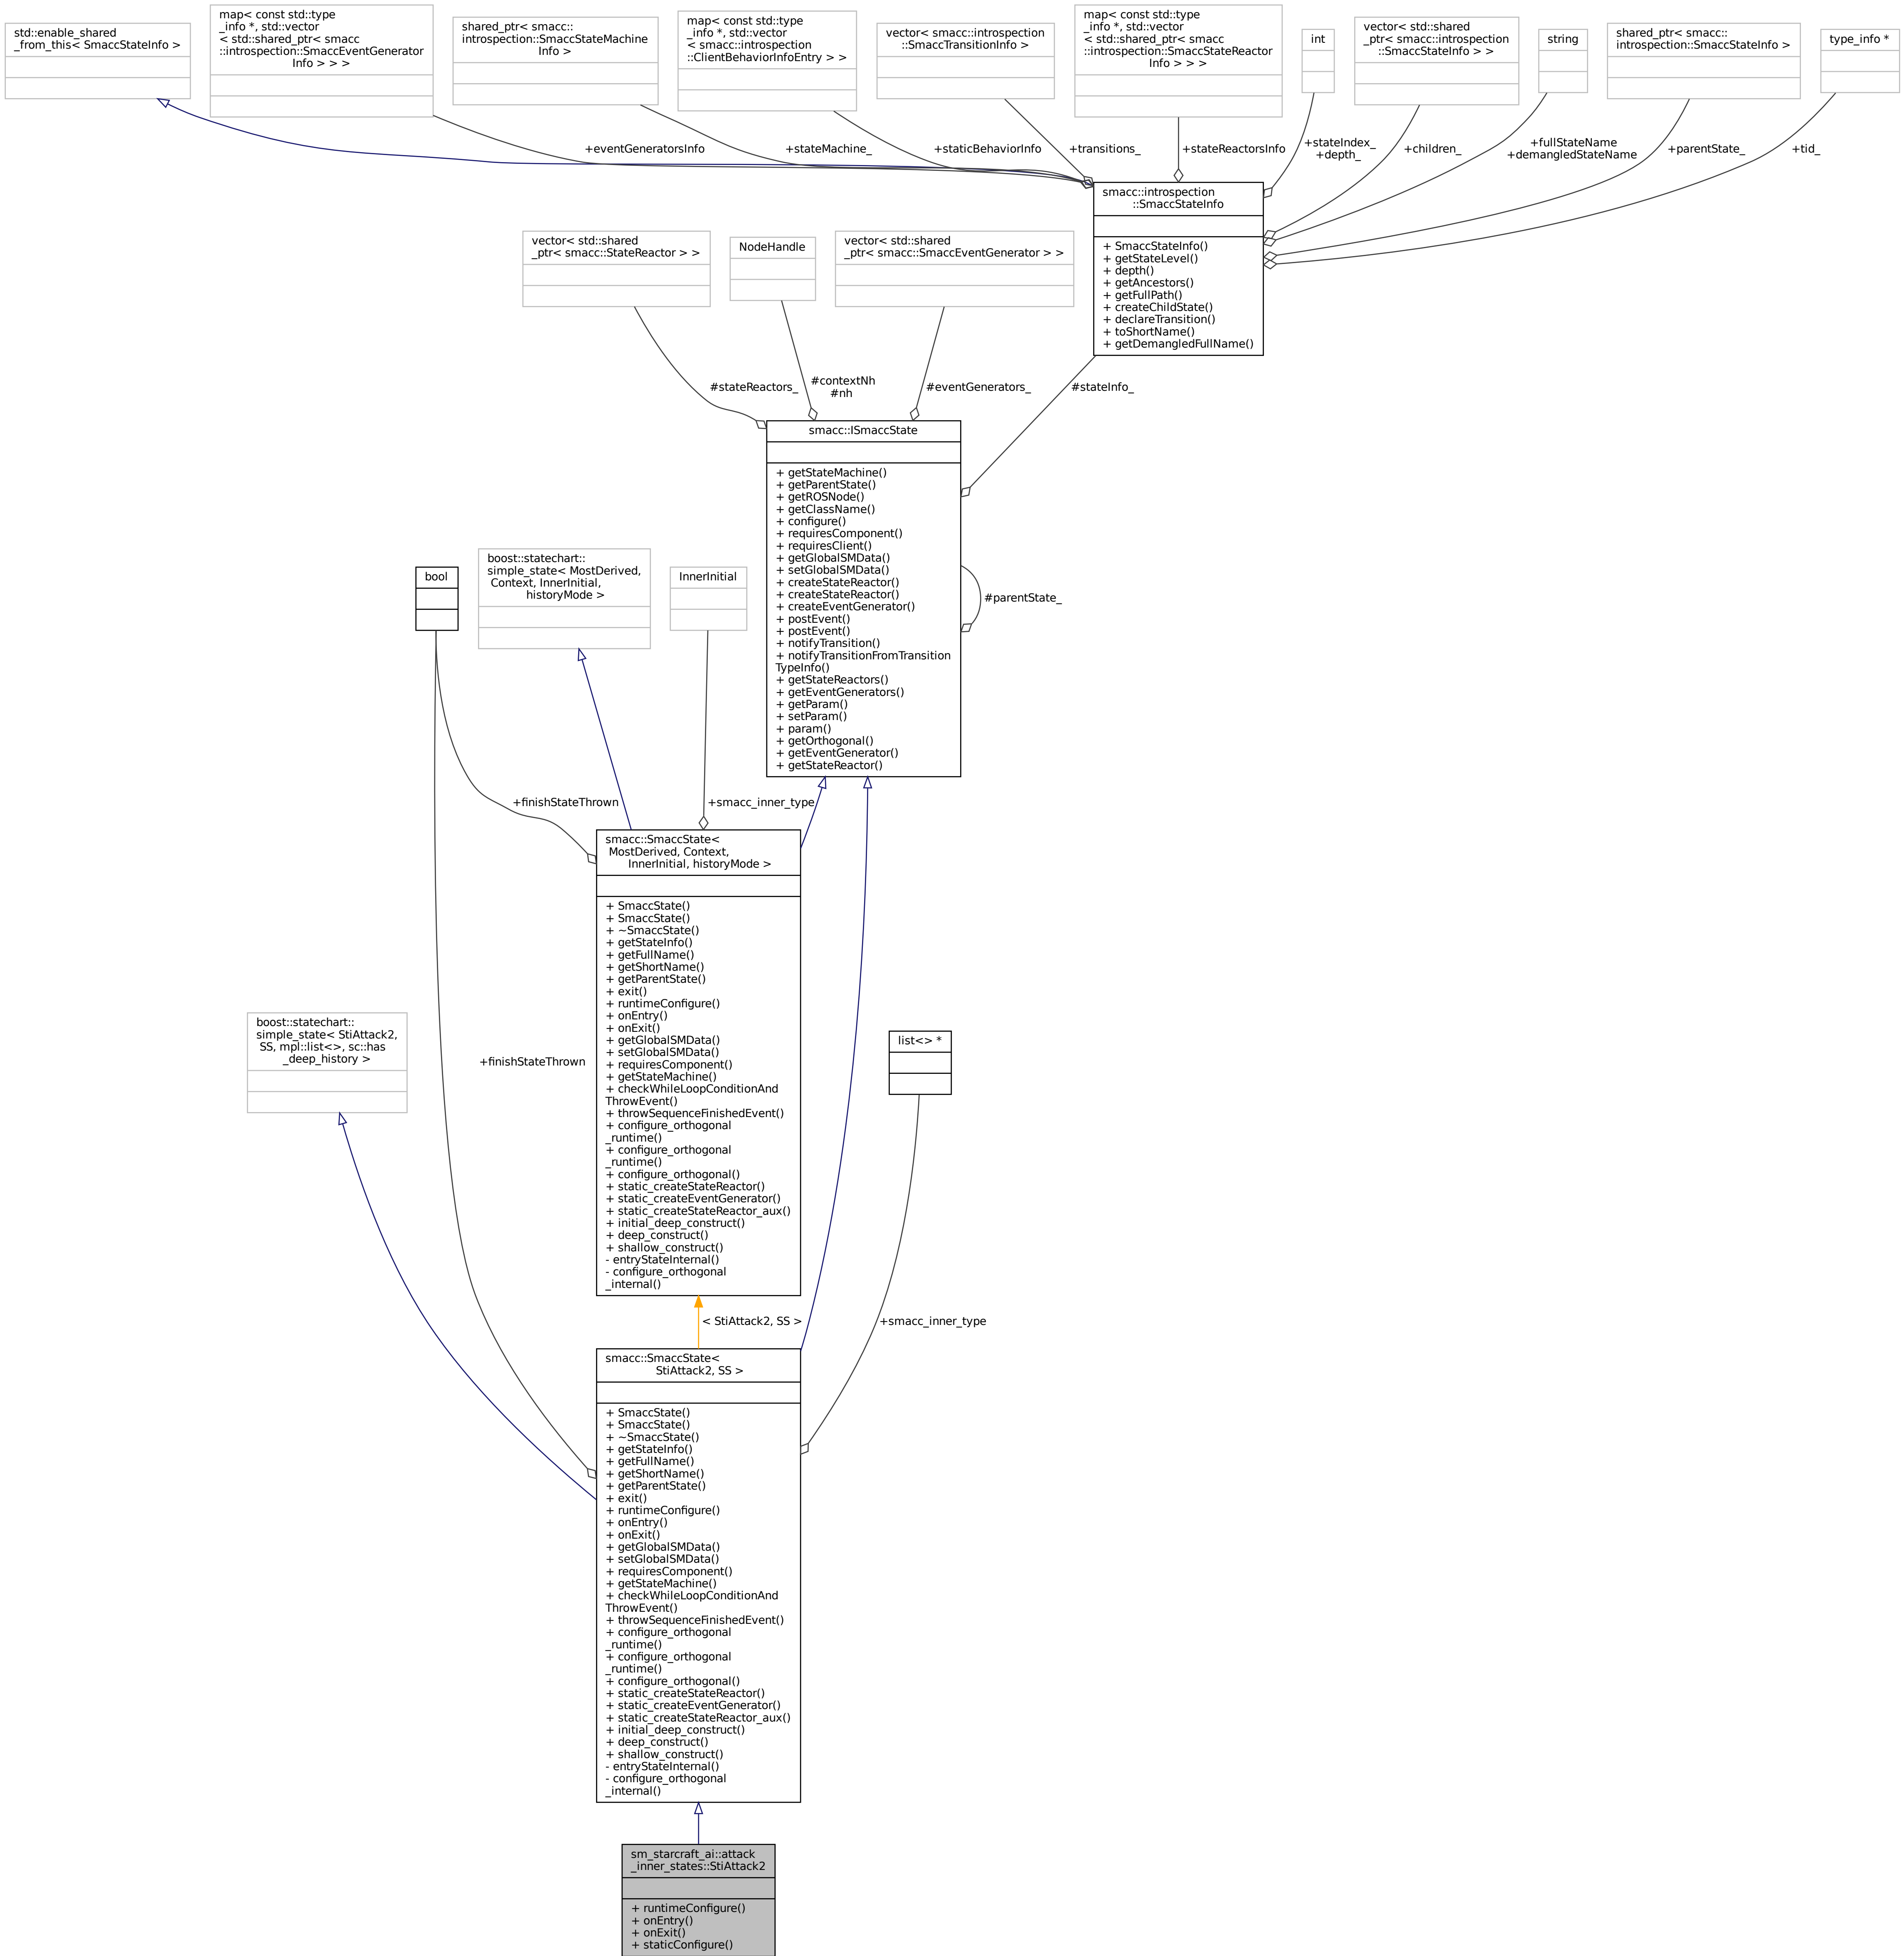 std::enable_shared
_from_this< SmaccStateInfo >
map< const std::type
_info *, std::vector
< std::shared_ptr< smacc
::introspection::SmaccEventGenerator
Info > > >
shared_ptr< smacc::
introspection::SmaccStateMachine
Info >
map< const std::type
_info *, std::vector
< smacc::introspection
::ClientBehaviorInfoEntry > >
vector< smacc::introspection
::SmaccTransitionInfo >
map< const std::type
_info *, std::vector
< std::shared_ptr< smacc
::introspection::SmaccStateReactor
Info > > >
int
vector< std::shared
_ptr< smacc::introspection
::SmaccStateInfo > >
string
shared_ptr< smacc::
introspection::SmaccStateInfo >
type_info *
+eventGeneratorsInfo
+stateMachine_
+staticBehaviorInfo
+transitions_
+stateReactorsInfo
+stateIndex_
+depth_
+children_
+fullStateName
+demangledStateName
+parentState_
+tid_
smacc::introspection
::SmaccStateInfo
+ SmaccStateInfo()
+ getStateLevel()
+ depth()
+ getAncestors()
+ getFullPath()
+ createChildState()
+ declareTransition()
+ toShortName()
+ getDemangledFullName()
vector< std::shared
_ptr< smacc::StateReactor > >
NodeHandle
vector< std::shared
_ptr< smacc::SmaccEventGenerator > >
#stateReactors_
#contextNh
#nh
#eventGenerators_
#stateInfo_
smacc::ISmaccState
+ getStateMachine()
+ getParentState()
+ getROSNode()
+ getClassName()
+ configure()
+ requiresComponent()
+ requiresClient()
+ getGlobalSMData()
+ setGlobalSMData()
+ createStateReactor()
+ createStateReactor()
+ createEventGenerator()
+ postEvent()
+ postEvent()
+ notifyTransition()
+ notifyTransitionFromTransition
TypeInfo()
+ getStateReactors()
+ getEventGenerators()
+ getParam()
+ setParam()
+ param()
+ getOrthogonal()
+ getEventGenerator()
+ getStateReactor()
#parentState_
bool
boost::statechart::
simple_state< MostDerived,
Context, InnerInitial,
historyMode >
InnerInitial
+finishStateThrown
+smacc_inner_type
smacc::SmaccState<
MostDerived, Context,
InnerInitial, historyMode >
+ SmaccState()
+ SmaccState()
+ ~SmaccState()
+ getStateInfo()
+ getFullName()
+ getShortName()
+ getParentState()
+ exit()
+ runtimeConfigure()
+ onEntry()
+ onExit()
+ getGlobalSMData()
+ setGlobalSMData()
+ requiresComponent()
+ getStateMachine()
+ checkWhileLoopConditionAnd
ThrowEvent()
+ throwSequenceFinishedEvent()
+ configure_orthogonal
_runtime()
+ configure_orthogonal
_runtime()
+ configure_orthogonal()
+ static_createStateReactor()
+ static_createEventGenerator()
+ static_createStateReactor_aux()
+ initial_deep_construct()
+ deep_construct()
+ shallow_construct()
- entryStateInternal()
- configure_orthogonal
_internal()
boost::statechart::
simple_state< StiAttack2,
SS, mpl::list<>, sc::has
_deep_history >
+finishStateThrown
list<> *
< StiAttack2, SS >
+smacc_inner_type
smacc::SmaccState<
StiAttack2, SS >
+ SmaccState()
+ SmaccState()
+ ~SmaccState()
+ getStateInfo()
+ getFullName()
+ getShortName()
+ getParentState()
+ exit()
+ runtimeConfigure()
+ onEntry()
+ onExit()
+ getGlobalSMData()
+ setGlobalSMData()
+ requiresComponent()
+ getStateMachine()
+ checkWhileLoopConditionAnd
ThrowEvent()
+ throwSequenceFinishedEvent()
+ configure_orthogonal
_runtime()
+ configure_orthogonal
_runtime()
+ configure_orthogonal()
+ static_createStateReactor()
+ static_createEventGenerator()
+ static_createStateReactor_aux()
+ initial_deep_construct()
+ deep_construct()
+ shallow_construct()
- entryStateInternal()
- configure_orthogonal
_internal()
sm_starcraft_ai::attack
_inner_states::StiAttack2
+ runtimeConfigure()
+ onEntry()
+ onExit()
+ staticConfigure()